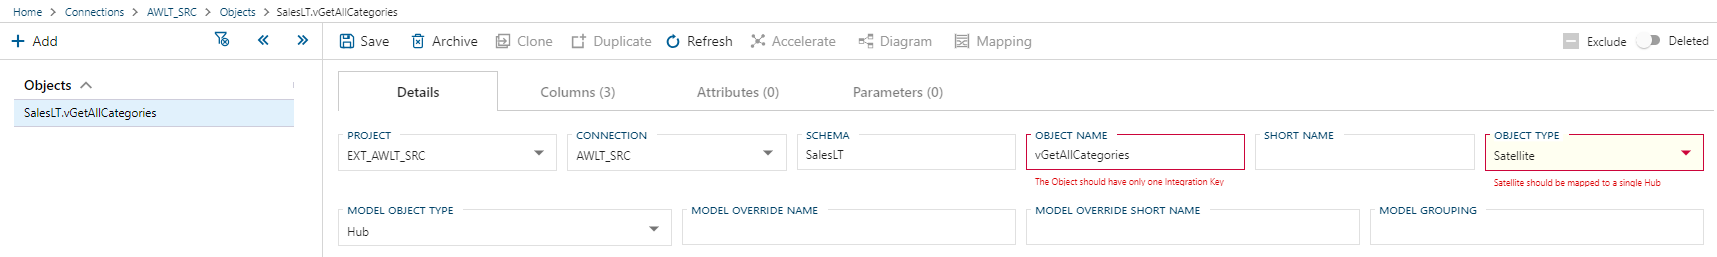 Home > Connections > AWLT_SRC > Objects > SalesLT.vGetAllCategories
+ Add
Save Archive Clone Duplicate Refresh Accelerate Diagram Mapping
Exclude Deleted
Objects
SalesLT.vGetAllCategories
Details Columns (3) Attributes (0) Parameters (0)
PROJECT CONNECTION SCHEMA OBJECT NAME SHORT NAME OBJECT TYPE
EXT_AWLT_SRC AWLT_SRC SalesLT vGetAllCategories Satellite
The Object should have only one Integration Key Satellite should be mapped to a single Hub
MODEL OBJECT TYPE MODEL OVERRIDE NAME MODEL OVERRIDE SHORT NAME MODEL GROUPING
Hub